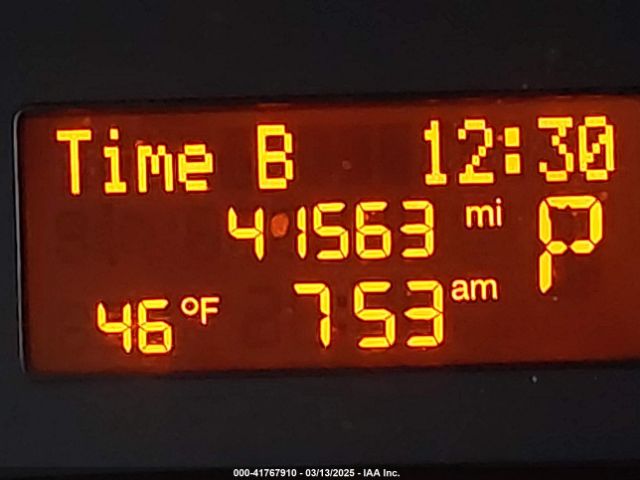 Time B 12:30
41563 mi P
46 °F 7:53 am
000-41767910 - 03/13/2025 - IAA Inc.